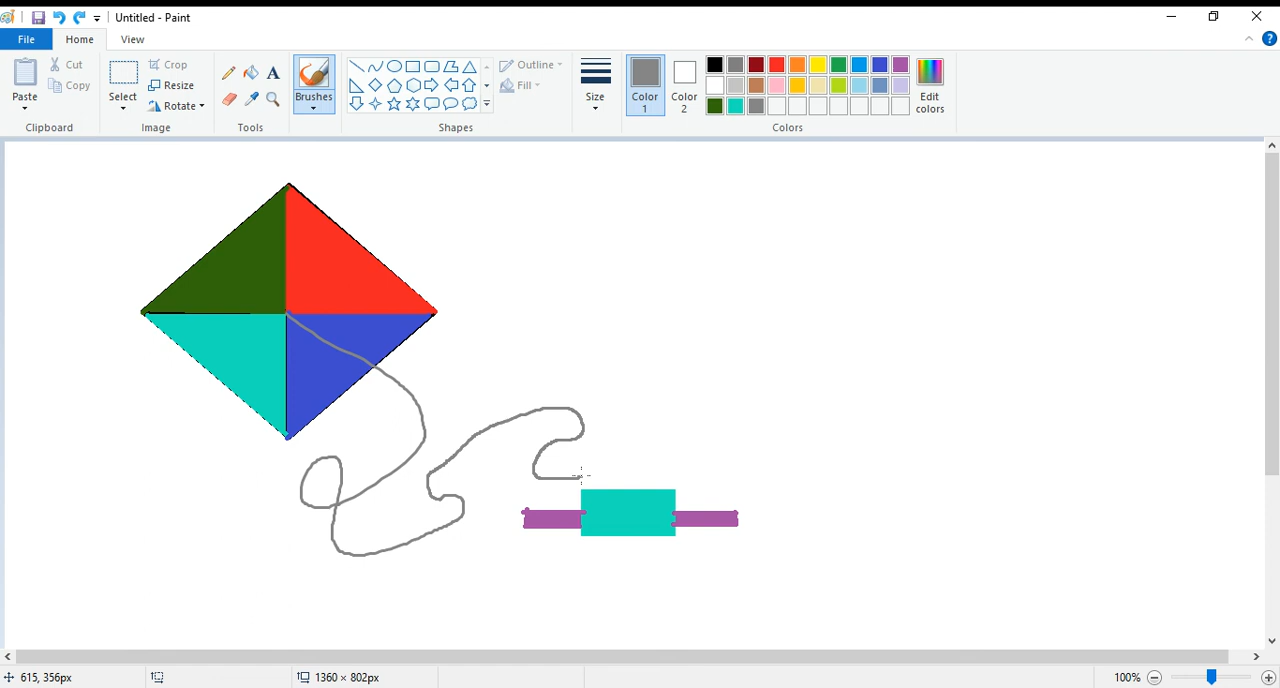 Untitled - Paint
File Home View
Paste
Cut
Copy
Clipboard
Select
Crop
Resize
Rotate
Image
A
Tools
Brushes
Shapes
Outline
Fill
Size
Color 1
Color 2
Edit colors
Colors
615, 356px
1360 × 802px
100%